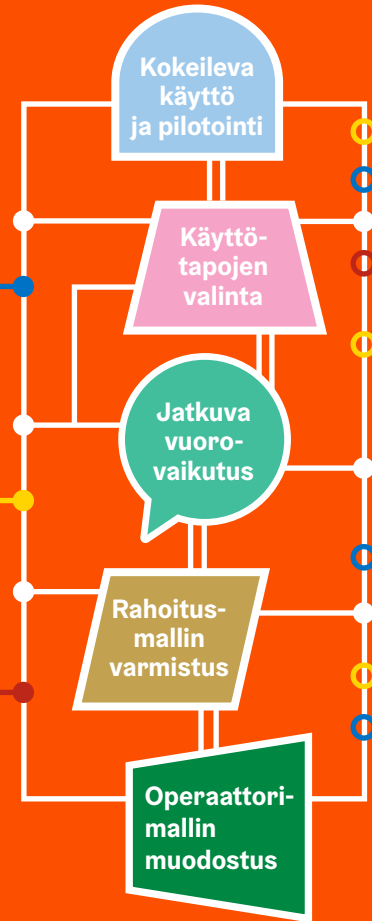 Kokeileva
käyttö
ja pilotointi
Käyttö-
tapojen
valinta
Jatkuva
vuoro-
vaikutus
Rahoitus-
mallin
varmistus
Operaattori-
mallin
muodostus